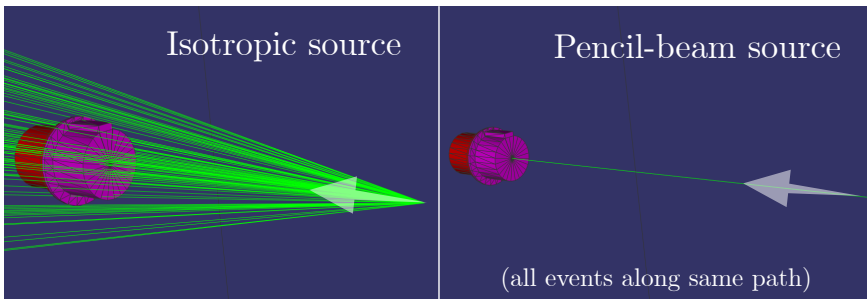 Isotropic source
Pencil-beam source
(all events along same path)